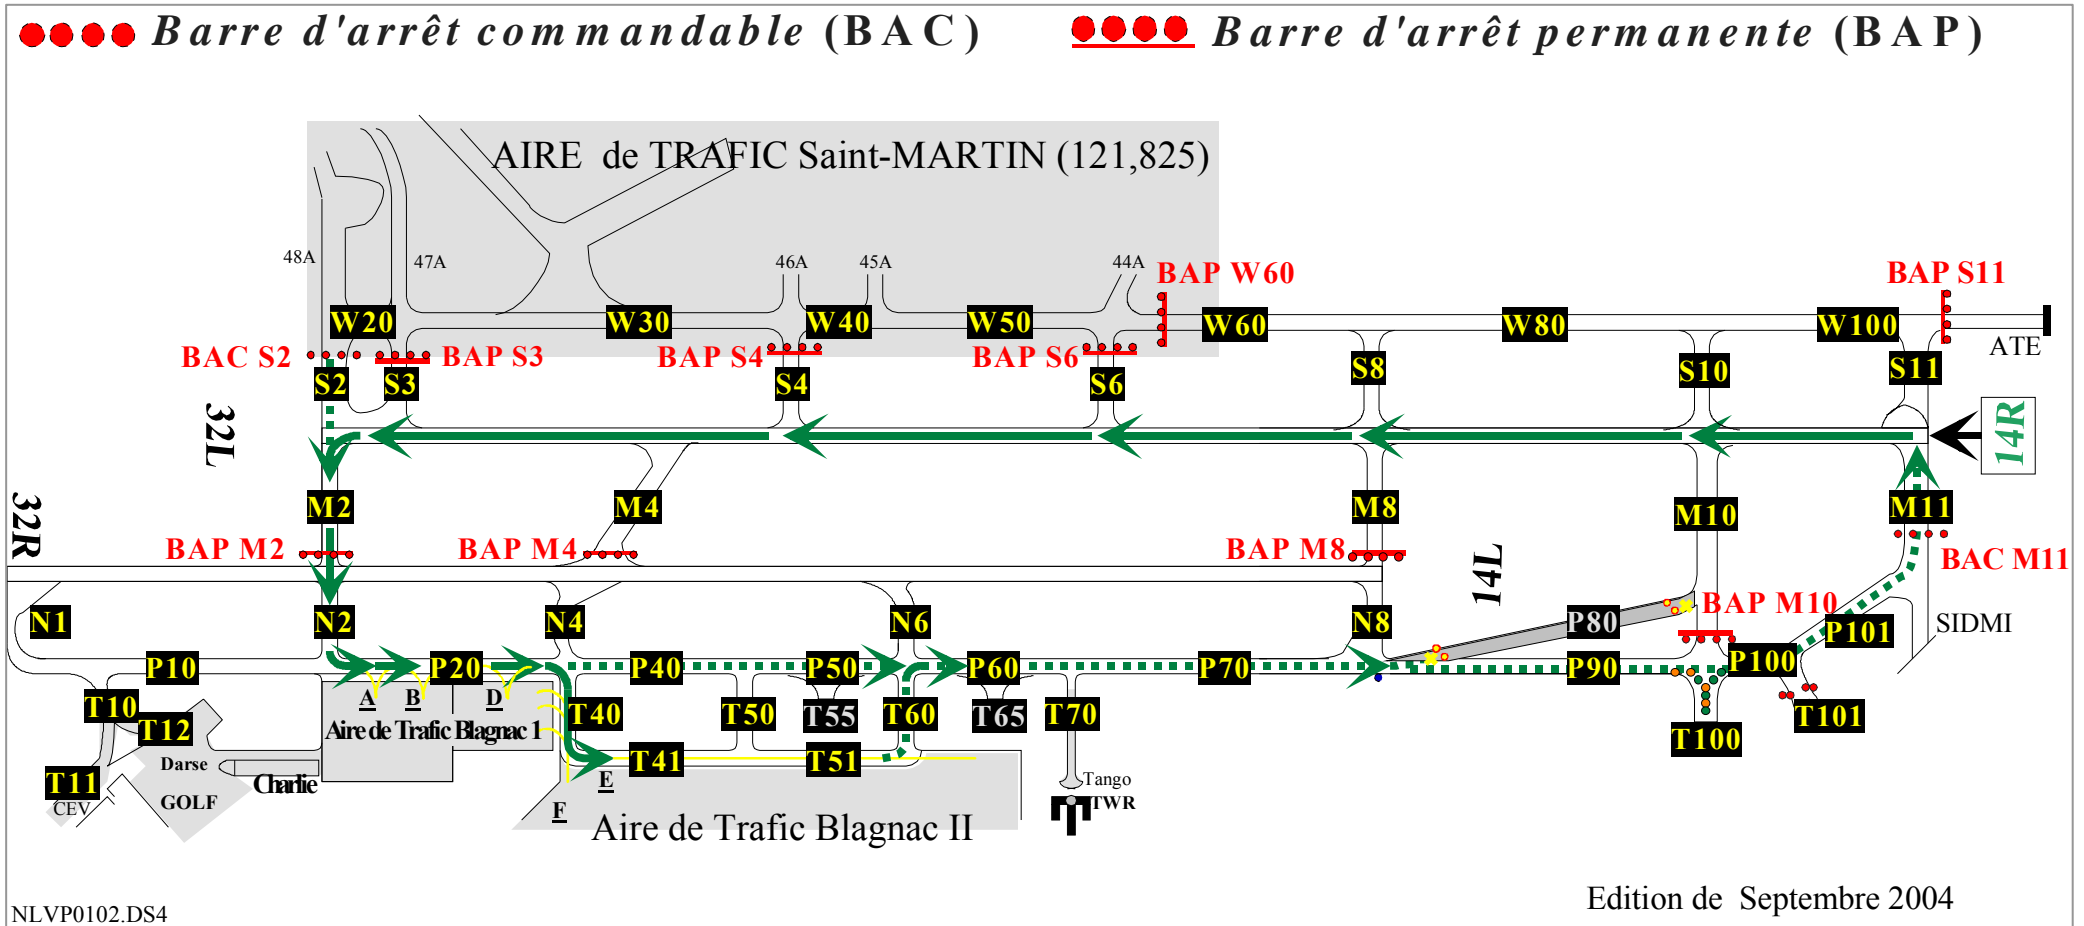 Barre d'arrêt commandable (BAC)
Barre d'arrêt permanente (BAP)
AIRE de TRAFIC Saint-MARTIN (121,825)
48A
47A
46A
45A
44A
BAP W60
BAP S11
W20
W30
W40
W50
W60
W80
W100
ATE
BAC S2
BAP S3
BAP S4
BAP S6
S2
S3
S4
S6
S8
S10
S11
32L
14R
32R
M2
M4
M8
M10
M11
BAP M2
BAP M4
BAP M8
14L
BAC M11
BAP M10
N1
N2
N4
N6
N8
P80
P101
SIDMI
P10
P20
P40
P50
P60
P70
P90
P100
A
B
D
T10
T12
Aire de Trafic Blagnac 1
T40
T50
T55
T60
T65
T70
T100
T101
T11
Darse
Charlie
T41
T51
CEV
GOLF
E
F
Tango
TWR
Aire de Trafic Blagnac II
NLVP0102.DS4
Edition de Septembre 2004